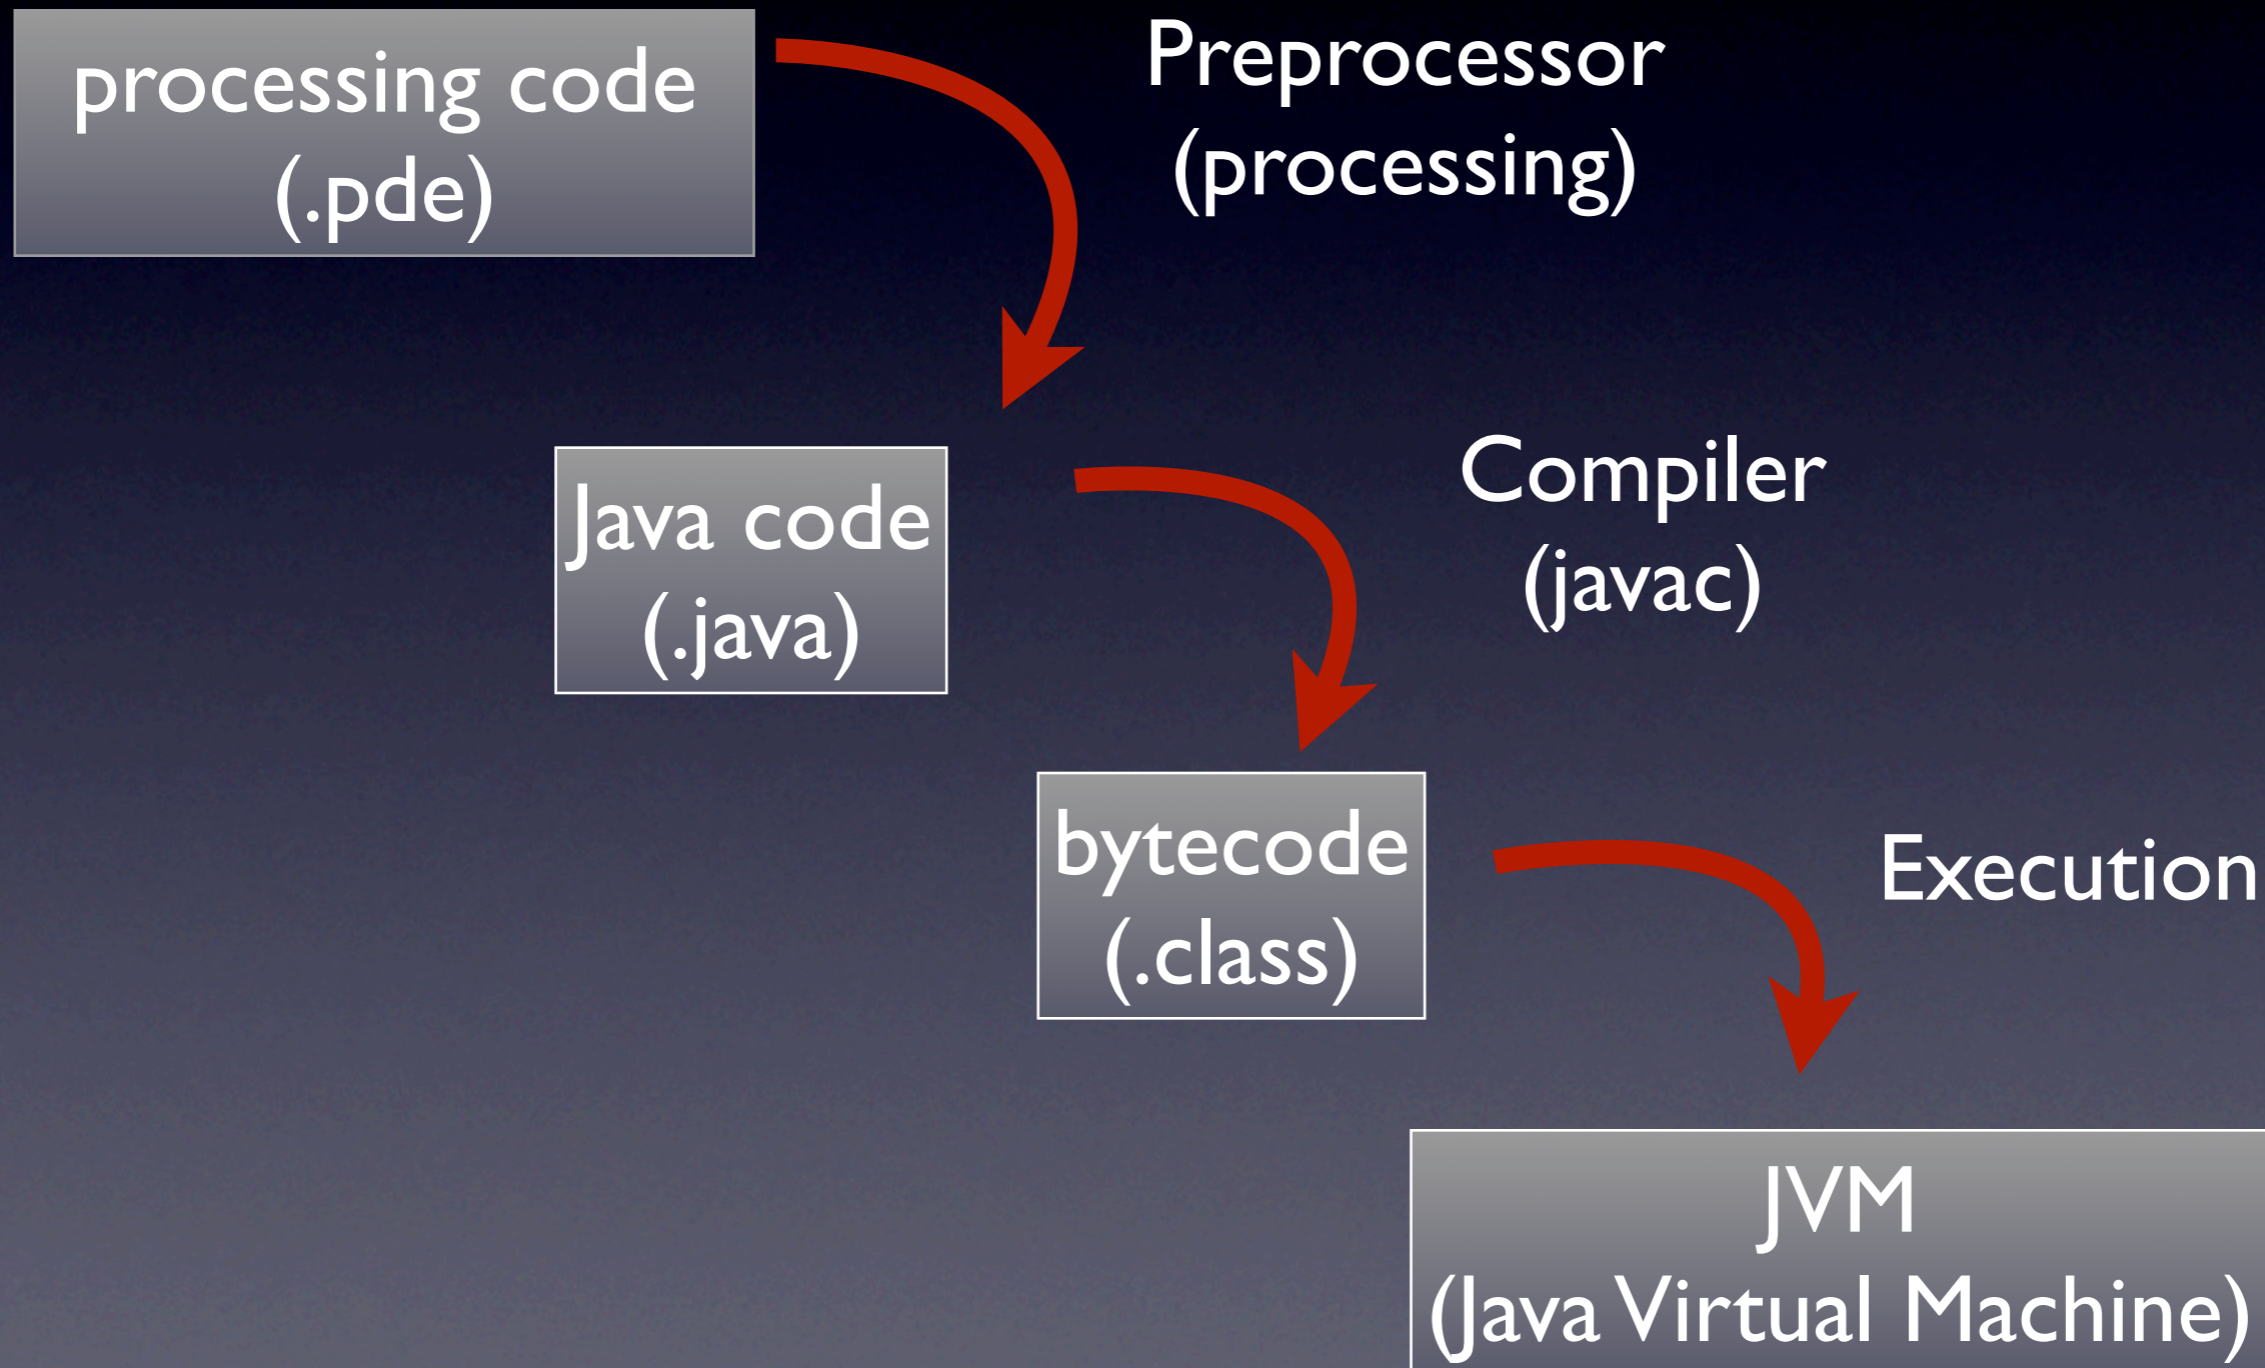 processing code
(.pde)
Preprocessor
(processing)
Java code
(.java)
Compiler
(javac)
bytecode
(.class)
Execution
JVM
(Java Virtual Machine)